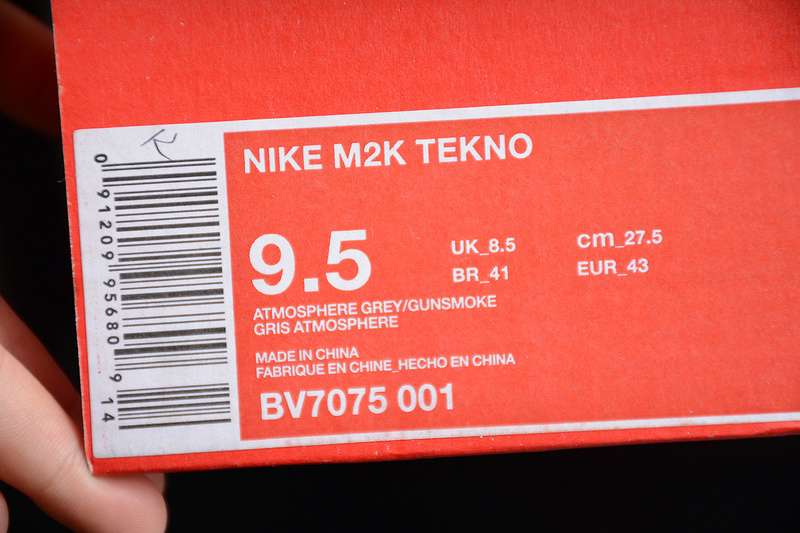 NIKE M2K TEKNO
9.5
UK_8.5
cm_27.5
BR_41
EUR_43
ATMOSPHERE GREY/GUNSMOKE
GRIS ATMOSPHERE
MADE IN CHINA
FABRIQUE EN CHINE_HECHO EN CHINA
BV7075 001
0 91209 95680 9 14
K